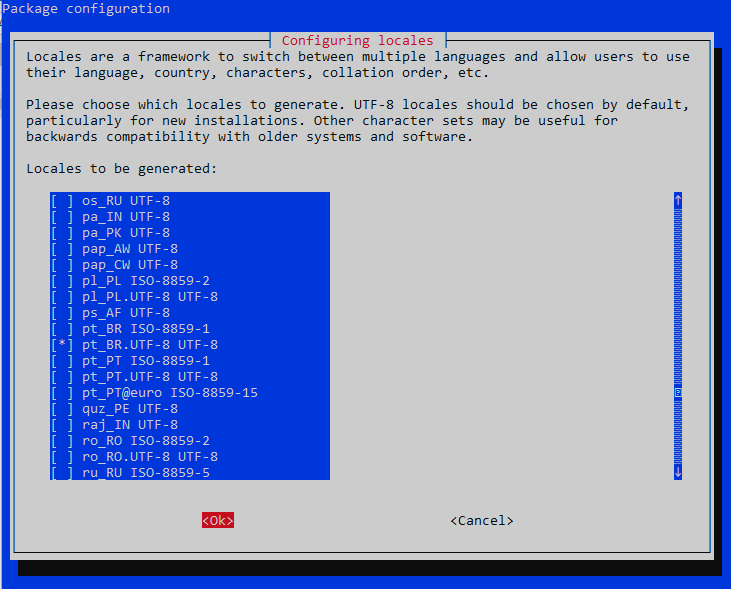 Package configuration
Configuring locales
Locales are a framework to switch between multiple languages and allow users to use
their language, country, characters, collation order, etc.
Please choose which locales to generate. UTF-8 locales should be chosen by default,
particularly for new installations. Other character sets may be useful for
backwards compatibility with older systems and software.
Locales to be generated:
[ ] os_RU UTF-8
[ ] pa_IN UTF-8
[ ] pa_PK UTF-8
[ ] pap_AW UTF-8
[ ] pap_CW UTF-8
[ ] pl_PL ISO-8859-2
[ ] pl_PL.UTF-8 UTF-8
[ ] ps_AF UTF-8
[ ] pt_BR ISO-8859-1
[*] pt_BR.UTF-8 UTF-8
[ ] pt_PT ISO-8859-1
[ ] pt_PT.UTF-8 UTF-8
[ ] pt_PT@euro ISO-8859-15
[ ] quz_PE UTF-8
[ ] raj_IN UTF-8
[ ] ro_RO ISO-8859-2
[ ] ro_RO.UTF-8 UTF-8
[ ] ru_RU ISO-8859-5
<Ok> <Cancel>